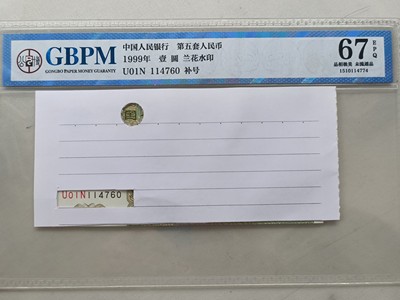 GBPM
GONGBO PAPER MONEY GUARANTY
中国人民银行 第五套人民币
1999年 壹 圆 兰花水印
U01N 114760 补号
67 EPQ
1510114774
国
U01N114760